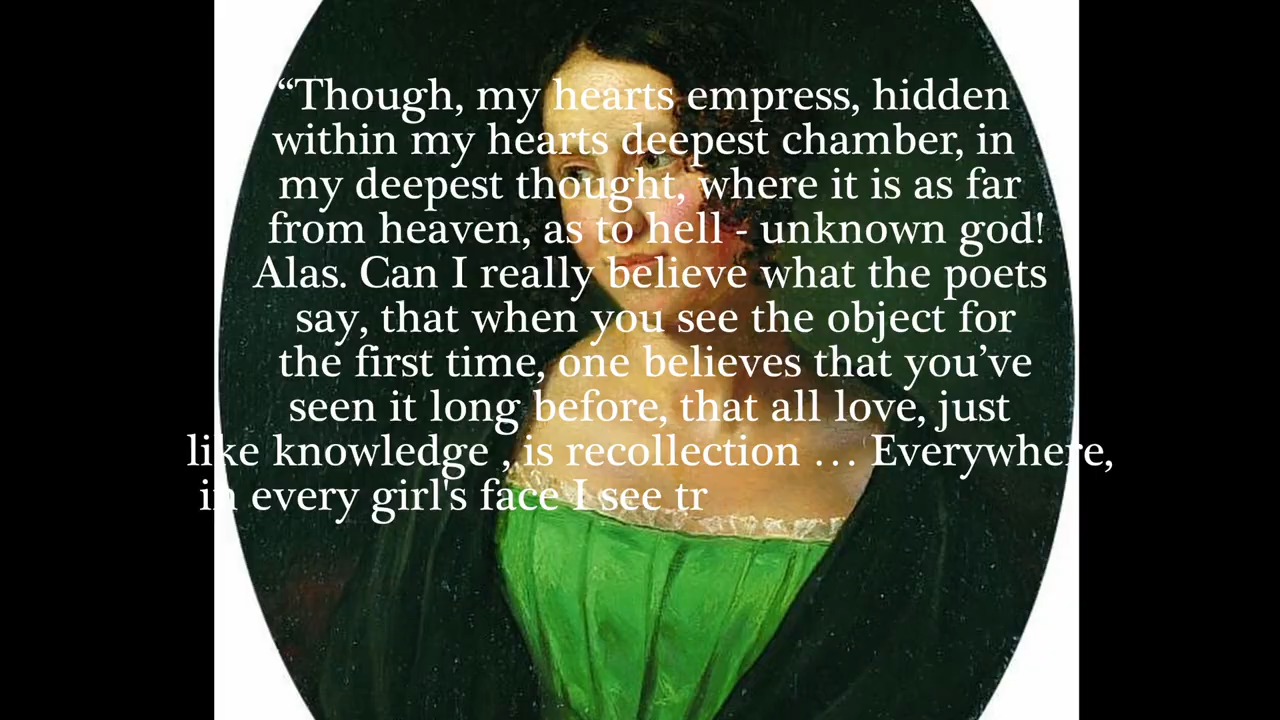 “Though, my hearts empress, hidden
within my hearts deepest chamber, in
my deepest thought, where it is as far
from heaven, as to hell - unknown god!
Alas. Can I really believe what the poets
say, that when you see the object for
the first time, one believes that you’ve
seen it long before, that all love, just
like knowledge , is recollection … Everywhere,
in every girl's face I see tr